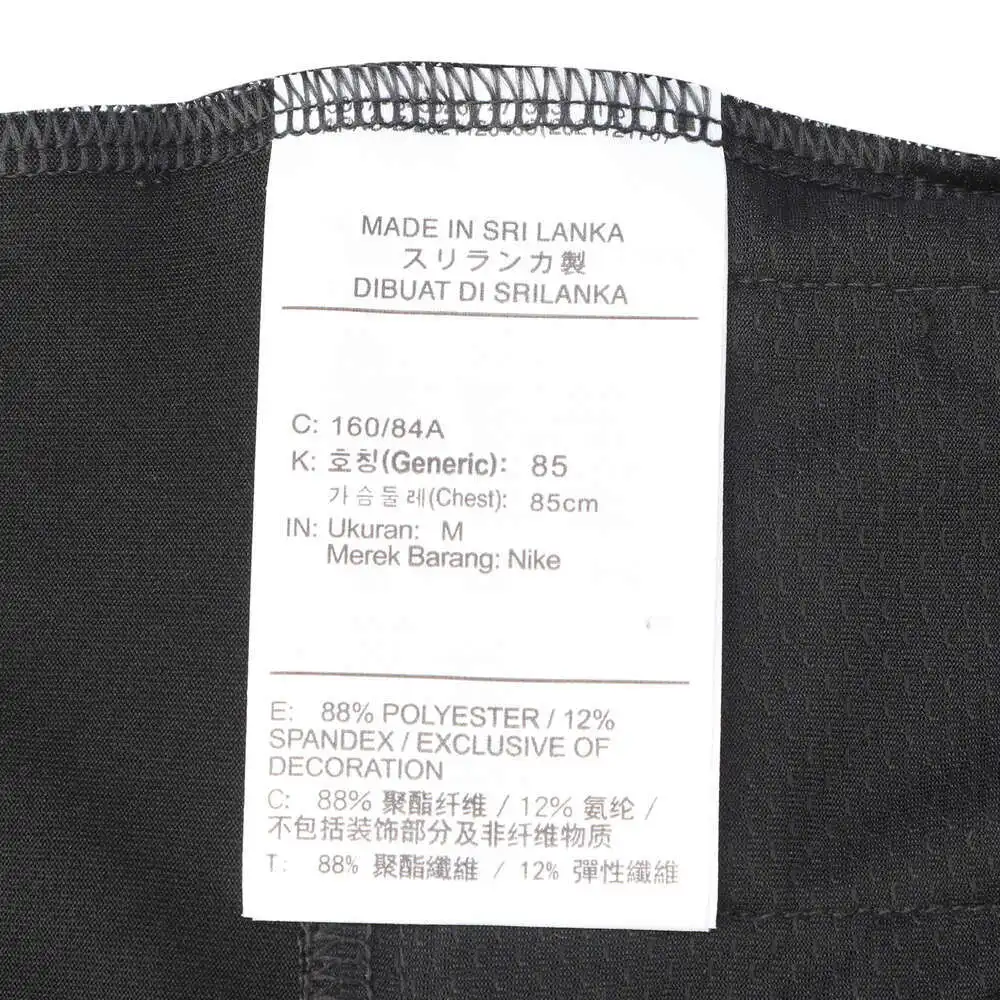 MADE IN SRI LANKA
スリランカ製
DIBUAT DI SRILANKA
C: 160/84A
K: 호칭(Generic): 85
가슴둘레(Chest): 85cm
IN: Ukuran: M
Merek Barang: Nike
E: 88% POLYESTER / 12%
SPANDEX / EXCLUSIVE OF
DECORATION
C: 88% 聚酯纤维 / 12% 氨纶 /
不包括装饰部分及非纤维物质
T: 88% 聚酯纖維 / 12% 彈性纖維